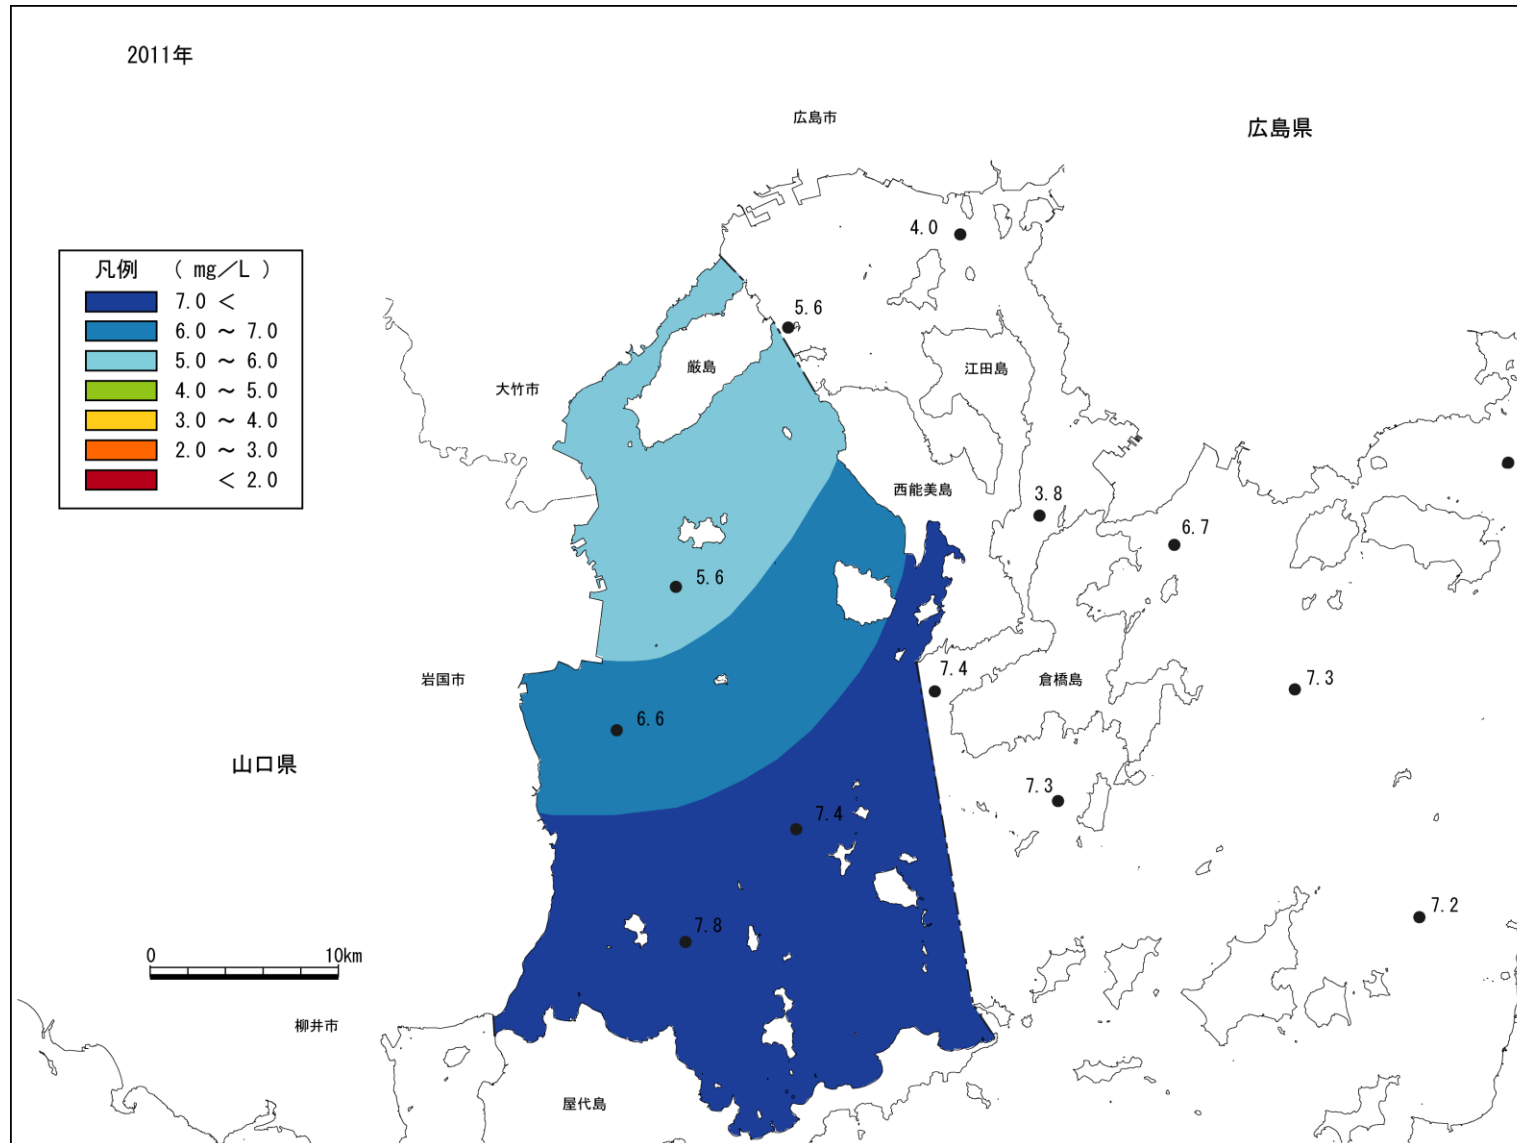 2011年
広島市
広島県
4.0
凡例 （ mg／L ）
7.0 <
6.0 ～ 7.0
5.0 ～ 6.0
4.0 ～ 5.0
3.0 ～ 4.0
2.0 ～ 3.0
< 2.0
5.6
厳島
江田島
大竹市
西能美島
3.8
6.7
5.6
7.4
7.3
岩国市
倉橋島
6.6
山口県
7.3
7.4
7.2
7.8
0 10km
柳井市
屋代島